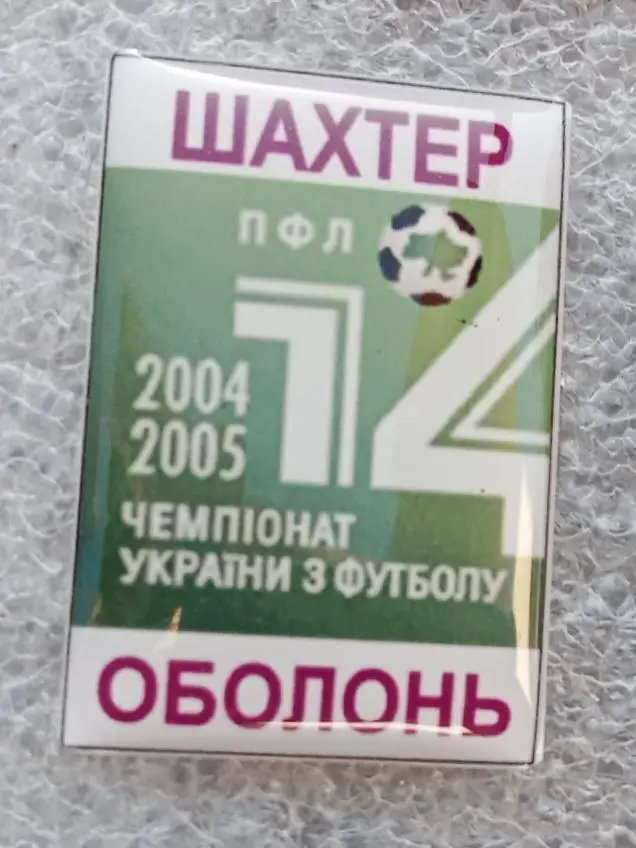 ШАХТЕР
ПФЛ
14
2004
2005
ЧЕМПІОНАТ
УКРАЇНИ З ФУТБОЛУ
ОБОЛОНЬ